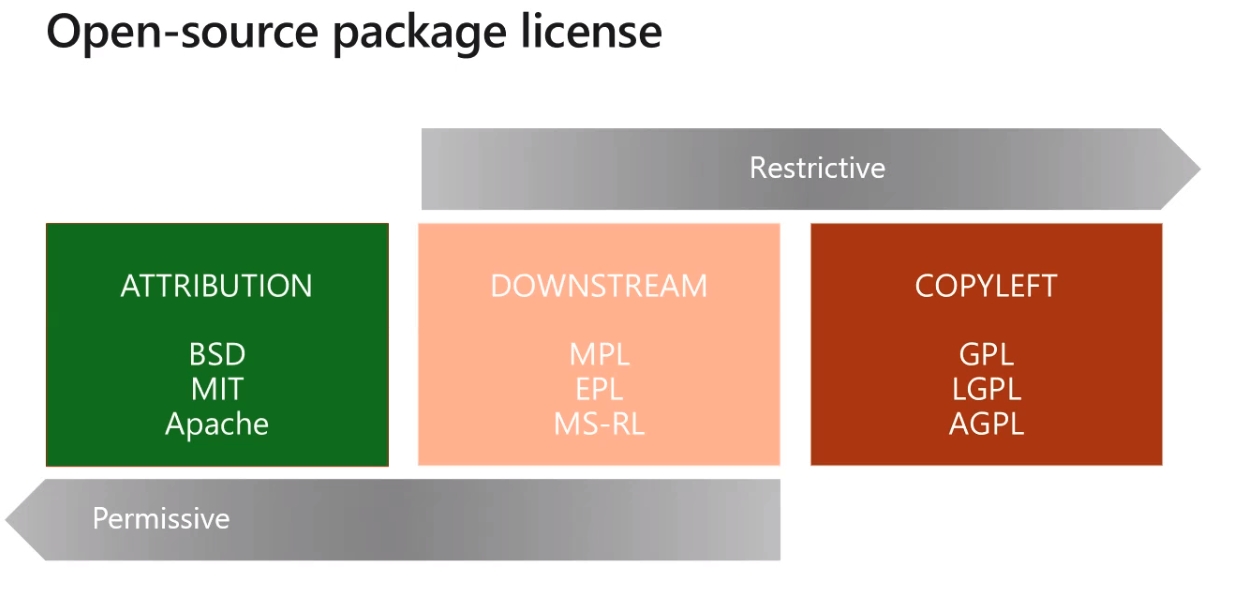 Open-source package license
Restrictive
ATTRIBUTION
BSD
MIT
Apache
DOWNSTREAM
MPL
EPL
MS-RL
COPYLEFT
GPL
LGPL
AGPL
Permissive